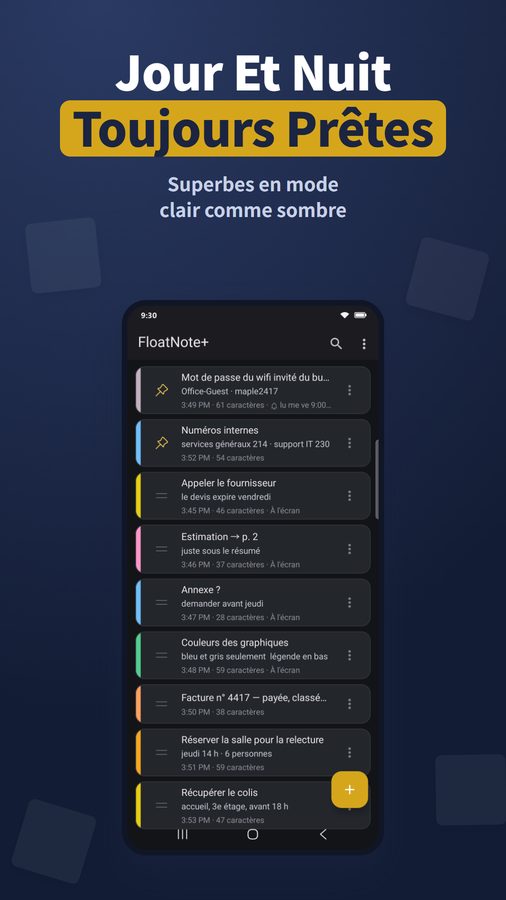 Jour Et Nuit
Toujours Prêtes
Superbes en mode
clair comme sombre
9:30
FloatNote+
Mot de passe du wifi invité du bu…
Office-Guest · maple2417
3:49 PM · 61 caractères · lu me ve 9:00…
Numéros internes
services généraux 214 · support IT 230
3:52 PM · 54 caractères
Appeler le fournisseur
le devis expire vendredi
3:45 PM · 46 caractères · À l'écran
Estimation → p. 2
juste sous le résumé
3:46 PM · 37 caractères · À l'écran
Annexe ?
demander avant jeudi
3:47 PM · 28 caractères · À l'écran
Couleurs des graphiques
bleu et gris seulement légende en bas
3:48 PM · 59 caractères · À l'écran
Facture n° 4417 — payée, classé…
3:50 PM · 38 caractères
Réserver la salle pour la relecture
jeudi 14 h · 6 personnes
3:51 PM · 59 caractères
Récupérer le colis
accueil, 3e étage, avant 18 h
3:53 PM · 47 caractères